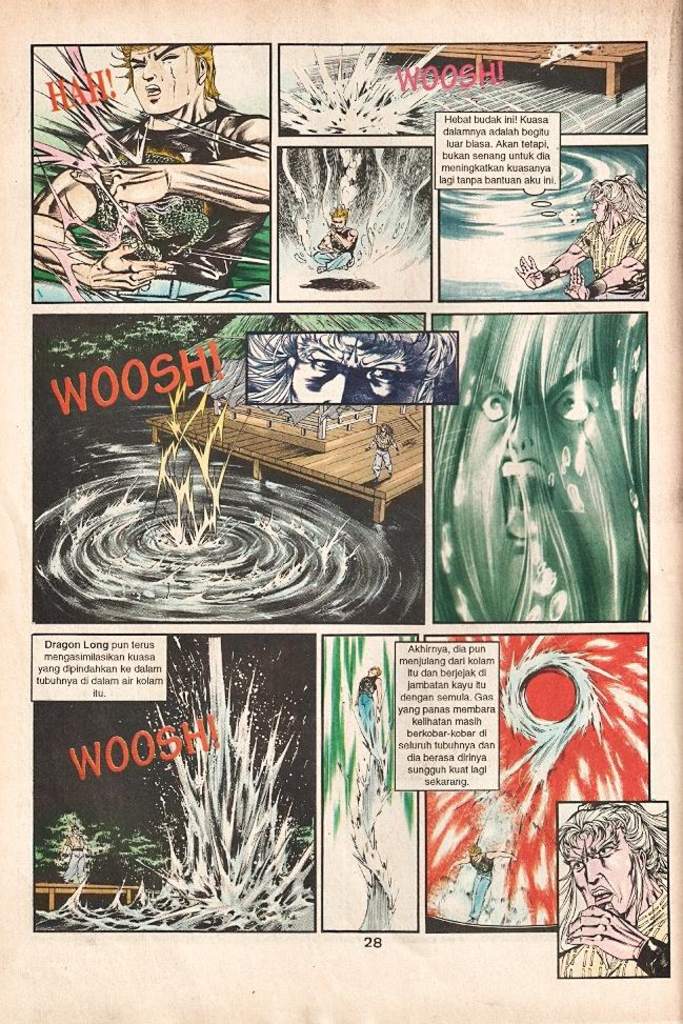 HAH!
WOOSH!
Hebat budak ini! Kuasa
dalamnya adalah begitu
luar biasa. Akan tetapi,
bukan senang untuk dia
meningkatkan kuasanya
lagi tanpa bantuan aku ini.
WOOSH!
Dragon Long pun terus
mengasimilasikan kuasa
yang dipindahkan ke dalam
tubuhnya di dalam air kolam
itu.
WOOSH!
Akhirnya, dia pun
menjulang dari kolam
itu dan berjejak di
jambatan kayu itu
dengan semula. Gas
yang panas membara
kelihatan masih
berkobar-kobar di
seluruh tubuhnya dan
dia berasa dirinya
sungguh kuat lagi
sekarang.
28